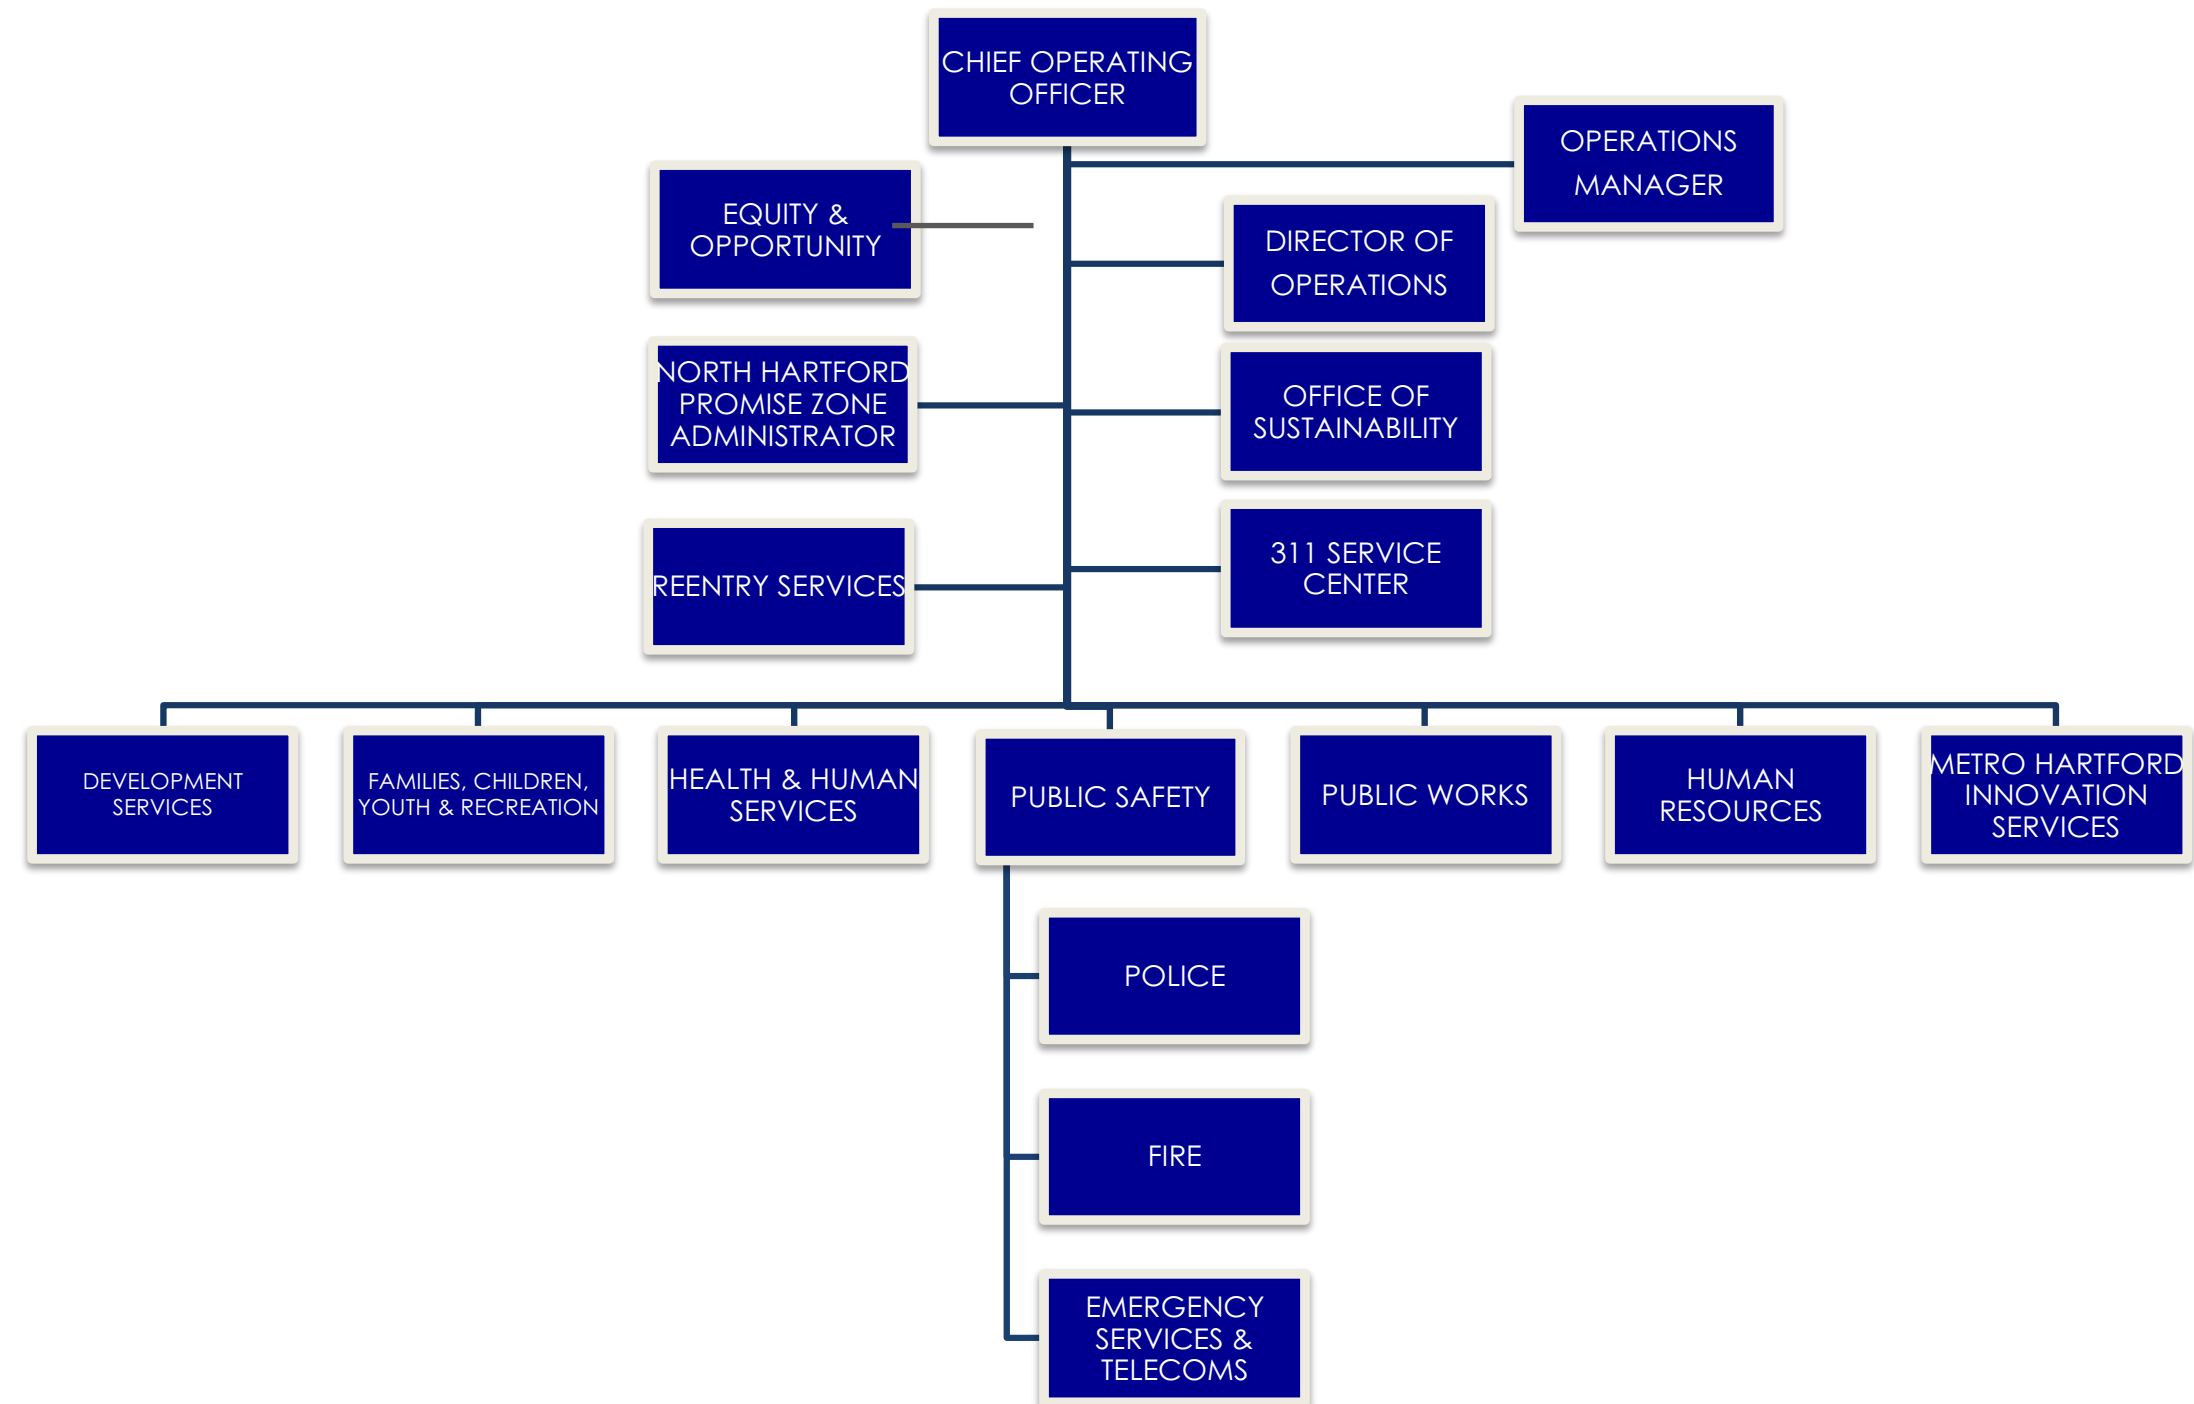 CHIEF OPERATING
OFFICER
OPERATIONS
MANAGER
EQUITY &
OPPORTUNITY
DIRECTOR OF
OPERATIONS
NORTH HARTFORD
PROMISE ZONE
ADMINISTRATOR
OFFICE OF
SUSTAINABILITY
REENTRY SERVICES
311 SERVICE
CENTER
DEVELOPMENT
SERVICES
FAMILIES, CHILDREN,
YOUTH & RECREATION
HEALTH & HUMAN
SERVICES
PUBLIC SAFETY
PUBLIC WORKS
HUMAN
RESOURCES
METRO HARTFORD
INNOVATION
SERVICES
POLICE
FIRE
EMERGENCY
SERVICES &
TELECOMS